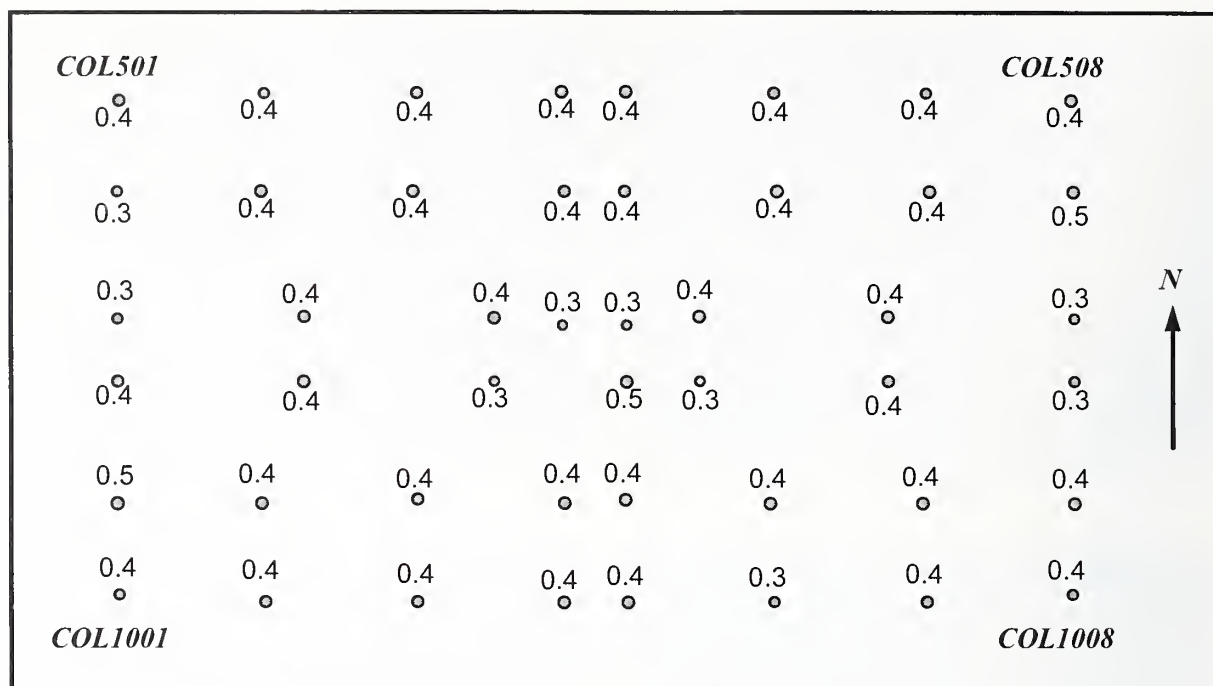 COL501 COL508
0.4 0.4 0.4 0.4 0.4 0.4 0.4 0.4
0.3 0.4 0.4 0.4 0.4 0.4 0.4 0.5
N
0.3 0.4 0.4 0.3 0.3 0.4 0.4 0.3
0.4 0.4 0.3 0.5 0.3 0.4 0.3
0.5 0.4 0.4 0.4 0.4 0.4 0.4 0.4
0.4 0.4 0.4 0.4 0.4 0.3 0.4 0.4
COL1001 COL1008